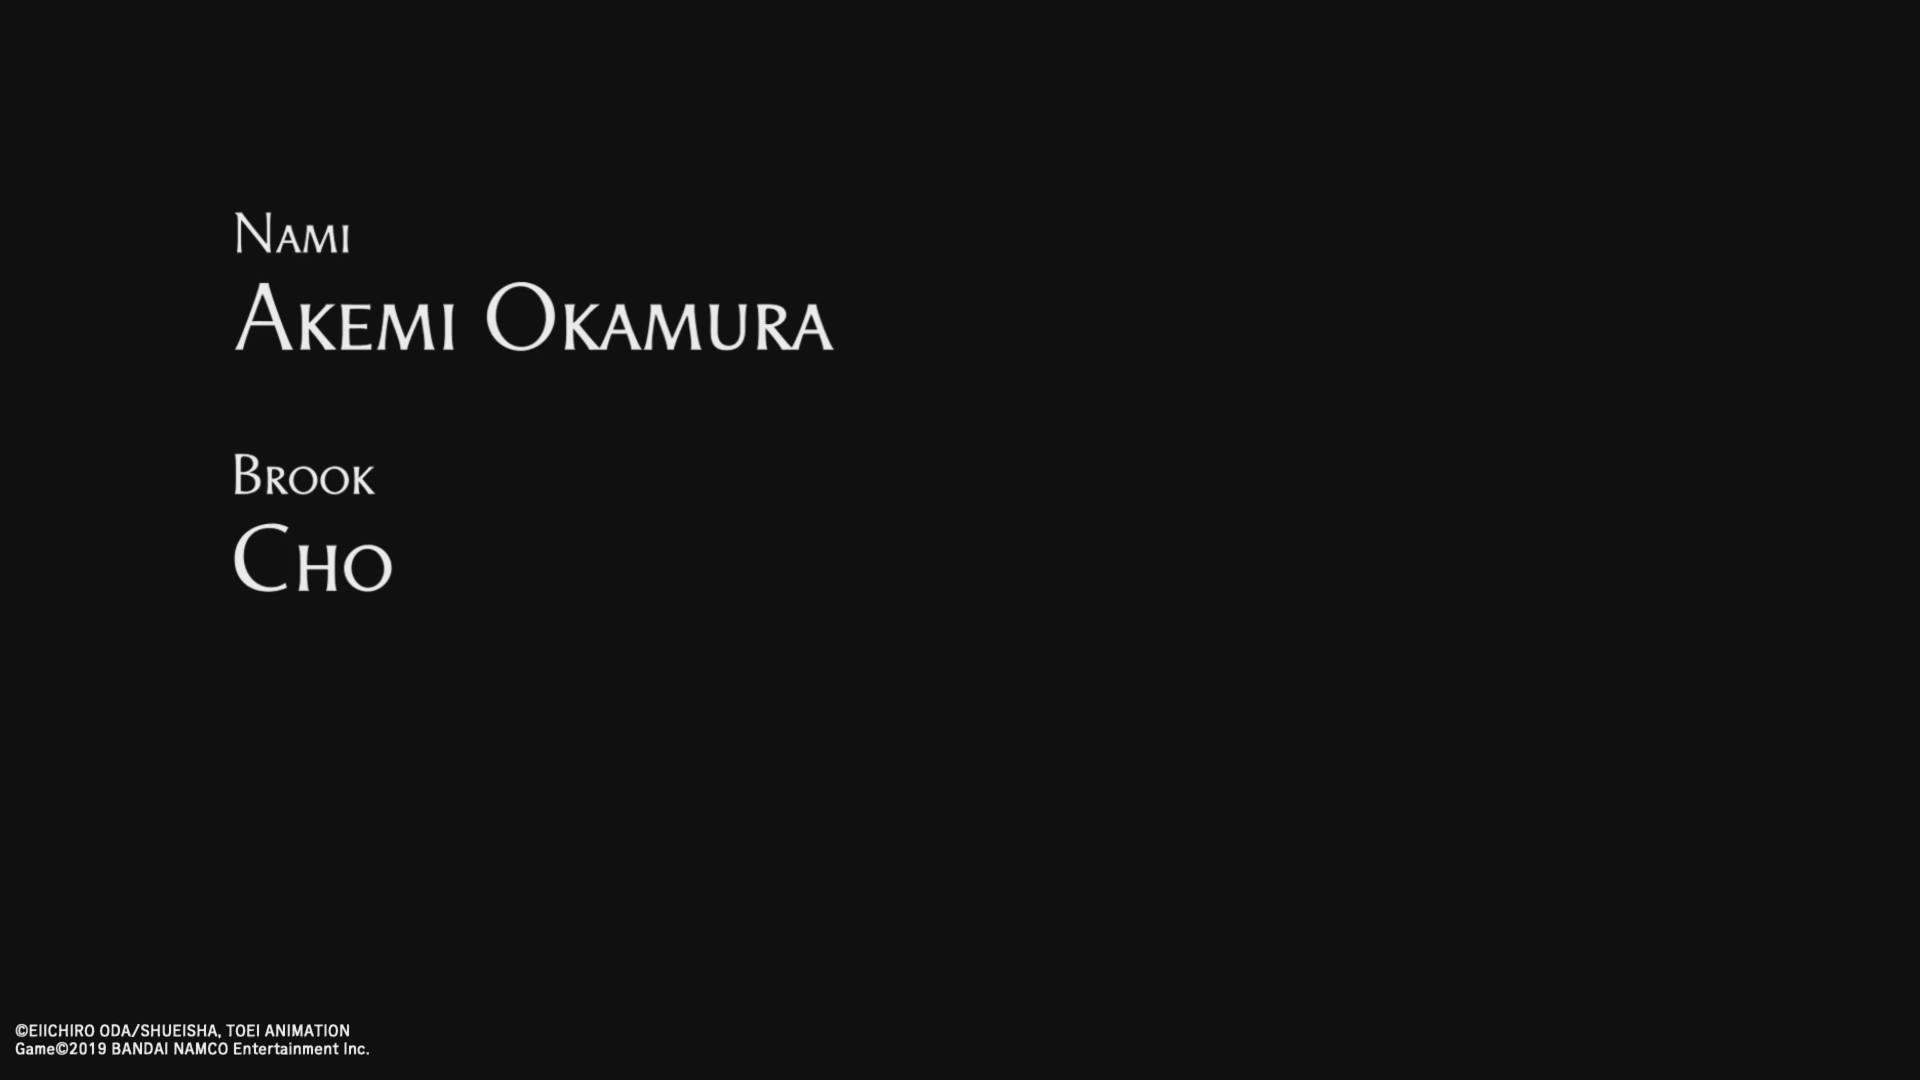 Nami
Akemi Okamura
Brook
Cho
©EIICHIRO ODA/SHUEISHA, TOEI ANIMATION
Game©2019 BANDAI NAMCO Entertainment Inc.